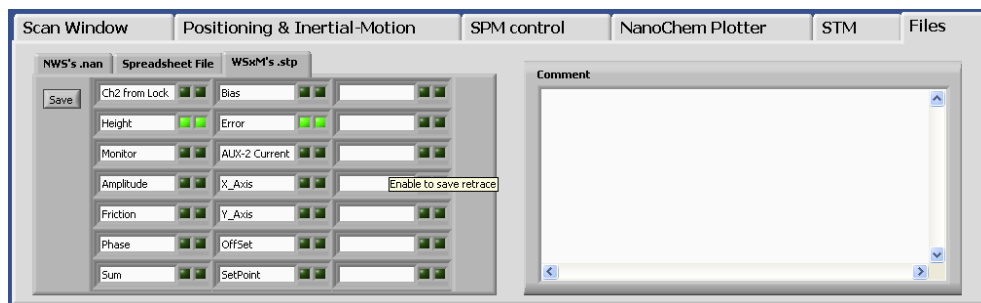 Scan Window Positioning & Inertial-Motion SPM control NanoChem Plotter STM Files
NWS's .nan Spreadsheet File WSxM's .stp
Save
Ch2 from Lock Bias
Height Error
Monitor AUX-2 Current
Amplitude X_Axis
Enable to save retrace
Friction Y_Axis
Phase OffSet
Sum SetPoint
Comment